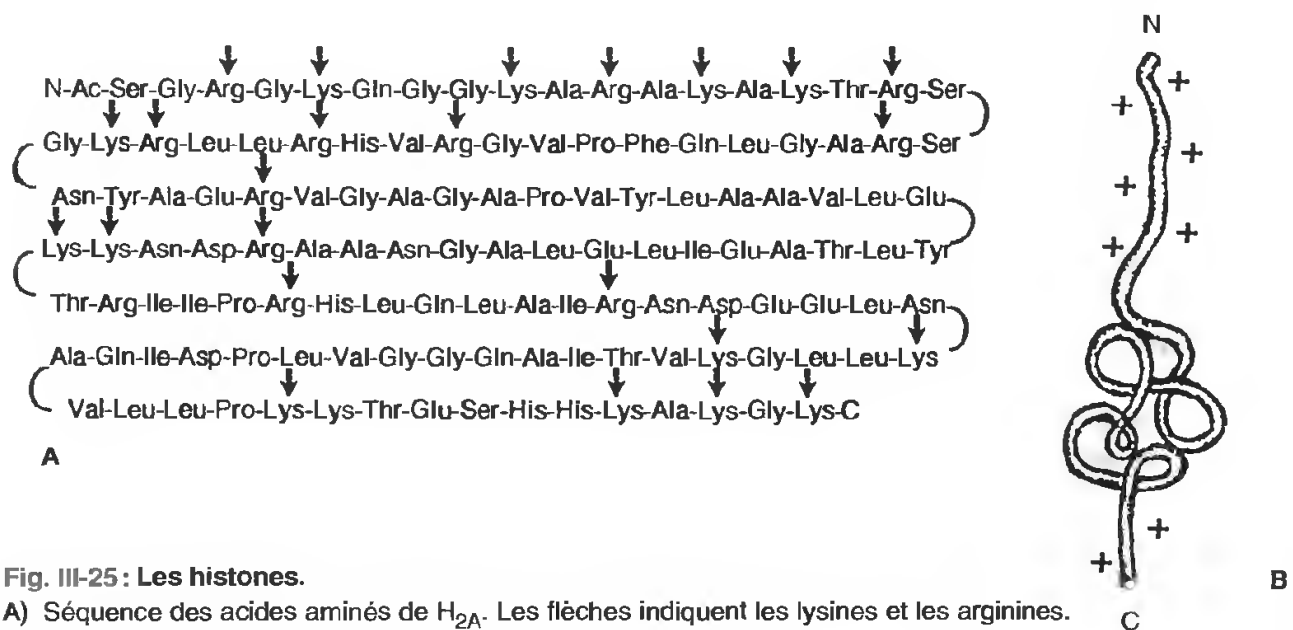 N-Ac-Ser-Gly-Arg-Gly-Lys-Gln-Gly-Gly-Lys-Ala-Arg-Ala-Lys-Ala-Lys-Thr-Arg-Ser
Gly-Lys-Arg-Leu-Leu-Arg-His-Val-Arg-Gly-Val-Pro-Phe-Gln-Leu-Gly-Ala-Arg-Ser
Asn-Tyr-Ala-Glu-Arg-Val-Gly-Ala-Gly-Ala-Pro-Val-Tyr-Leu-Ala-Ala-Val-Leu-Glu
Lys-Lys-Asn-Asp-Arg-Ala-Ala-Asn-Gly-Ala-Leu-Glu-Leu-Ile-Glu-Ala-Thr-Leu-Tyr
Thr-Arg-Ile-Ile-Pro-Arg-His-Leu-Gln-Leu-Ala-Ile-Arg-Asn-Asp-Glu-Glu-Leu-Asn
Ala-Gln-Ile-Asp-Pro-Leu-Val-Gly-Gly-Gln-Ala-Ile-Thr-Val-Lys-Gly-Leu-Leu-Lys
Val-Leu-Leu-Pro-Lys-Lys-Thr-Glu-Ser-His-His-Lys-Ala-Lys-Gly-Lys-C
A
N
+
+
+
+
+
+
+
+
C
B
Fig. III-25 : Les histones.
A) Séquence des acides aminés de H2A. Les flèches indiquent les lysines et les arginines.